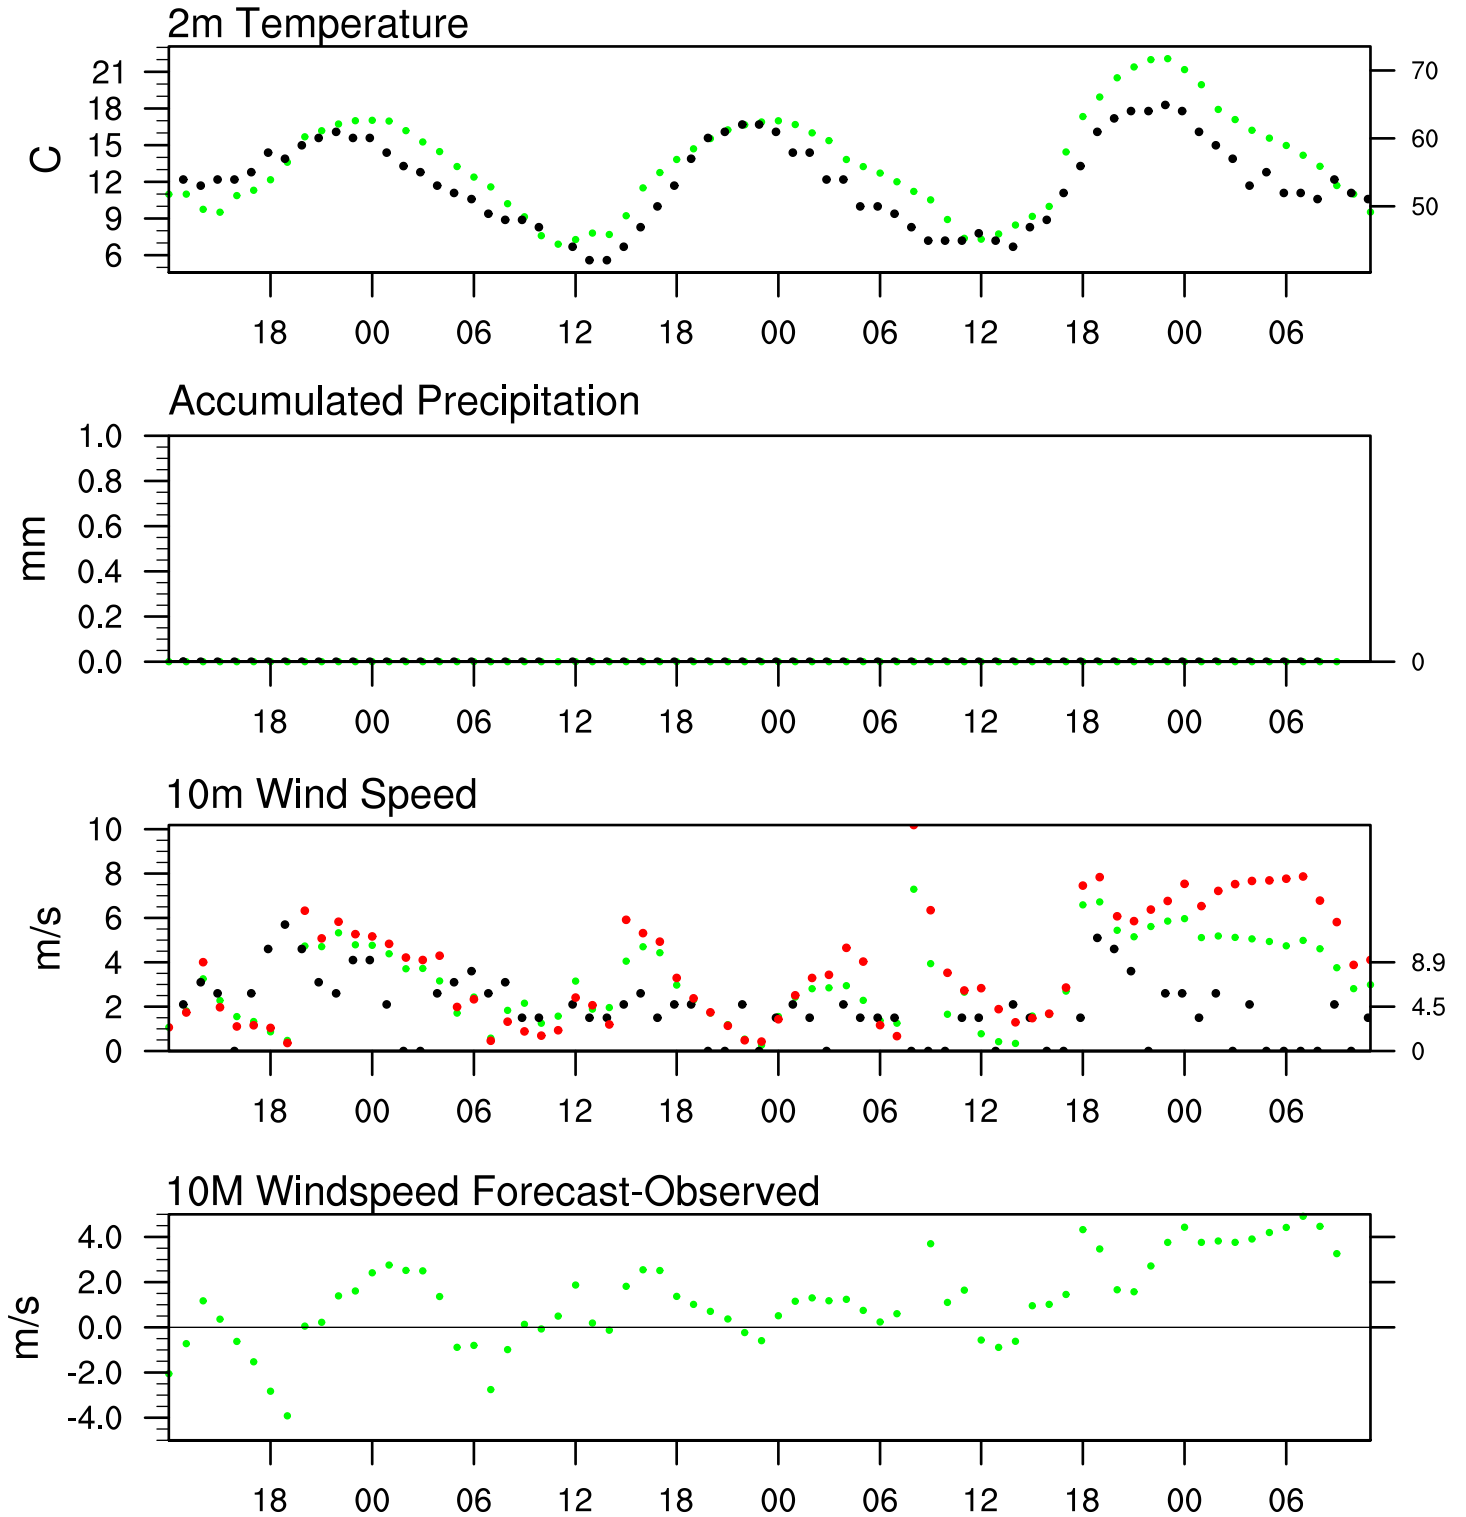 2m Temperature
21
18
15
12
9
6
C
70
60
50
18 00 06 12 18 00 06 12 18 00 06
Accumulated Precipitation
1.0
0.8
0.6
0.4
0.2
0.0
mm
0
18 00 06 12 18 00 06 12 18 00 06
10m Wind Speed
10
8
6
4
2
0
m/s
8.9
4.5
0
18 00 06 12 18 00 06 12 18 00 06
10M Windspeed Forecast-Observed
4.0
2.0
0.0
-2.0
-4.0
m/s
18 00 06 12 18 00 06 12 18 00 06